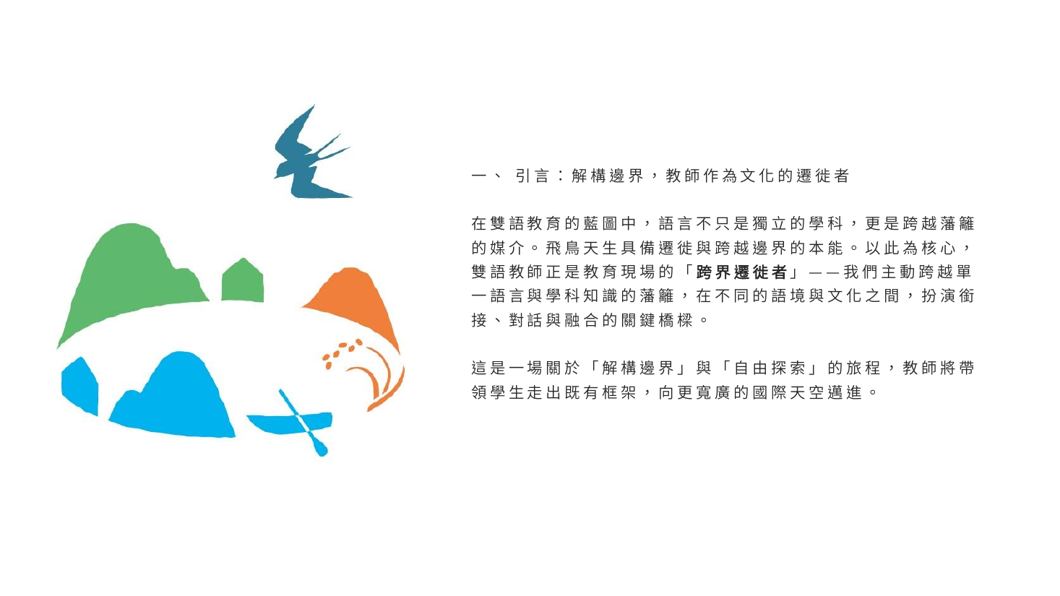 一、 引言：解構邊界，教師作為文化的遷徙者
在雙語教育的藍圖中，語言不只是獨立的學科，更是跨越藩籬
的媒介。飛鳥天生具備遷徙與跨越邊界的本能。以此為核心，
雙語教師正是教育現場的「跨界遷徙者」——我們主動跨越單
一語言與學科知識的藩籬，在不同的語境與文化之間，扮演銜
接、對話與融合的關鍵橋樑。
這是一場關於「解構邊界」與「自由探索」的旅程，教師將帶
領學生走出既有框架，向更寬廣的國際天空邁進。